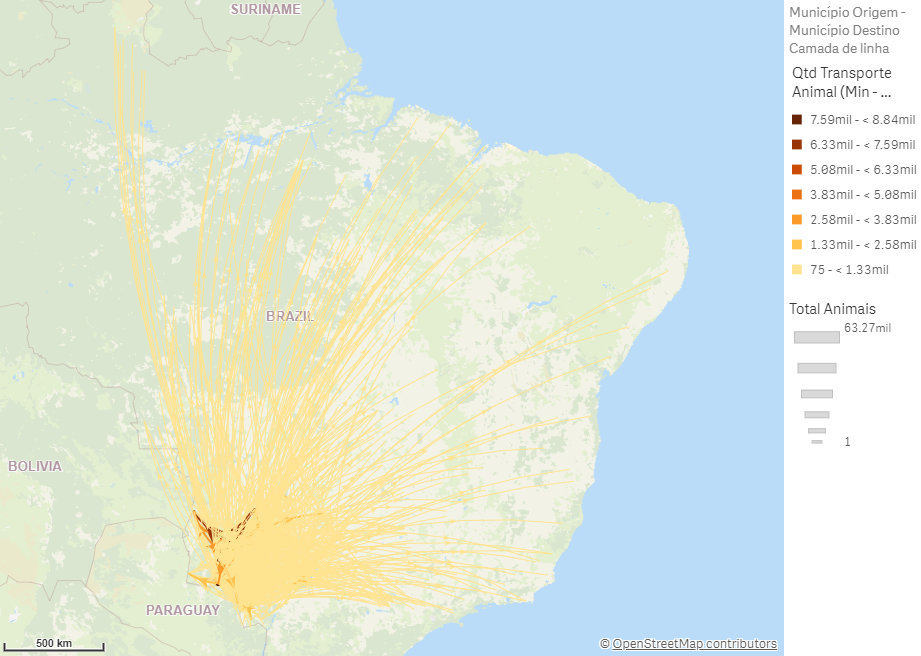 SURINAME
BRAZIL
BOLIVIA
PARAGUAY
500 km
© OpenStreetMap contributors
Município Origem -
Município Destino
Camada de linha
Qtd Transporte
Animal (Min - ...
7.59mil - < 8.84mil
6.33mil - < 7.59mil
5.08mil - < 6.33mil
3.83mil - < 5.08mil
2.58mil - < 3.83mil
1.33mil - < 2.58mil
75 - < 1.33mil
Total Animais
63.27mil
1